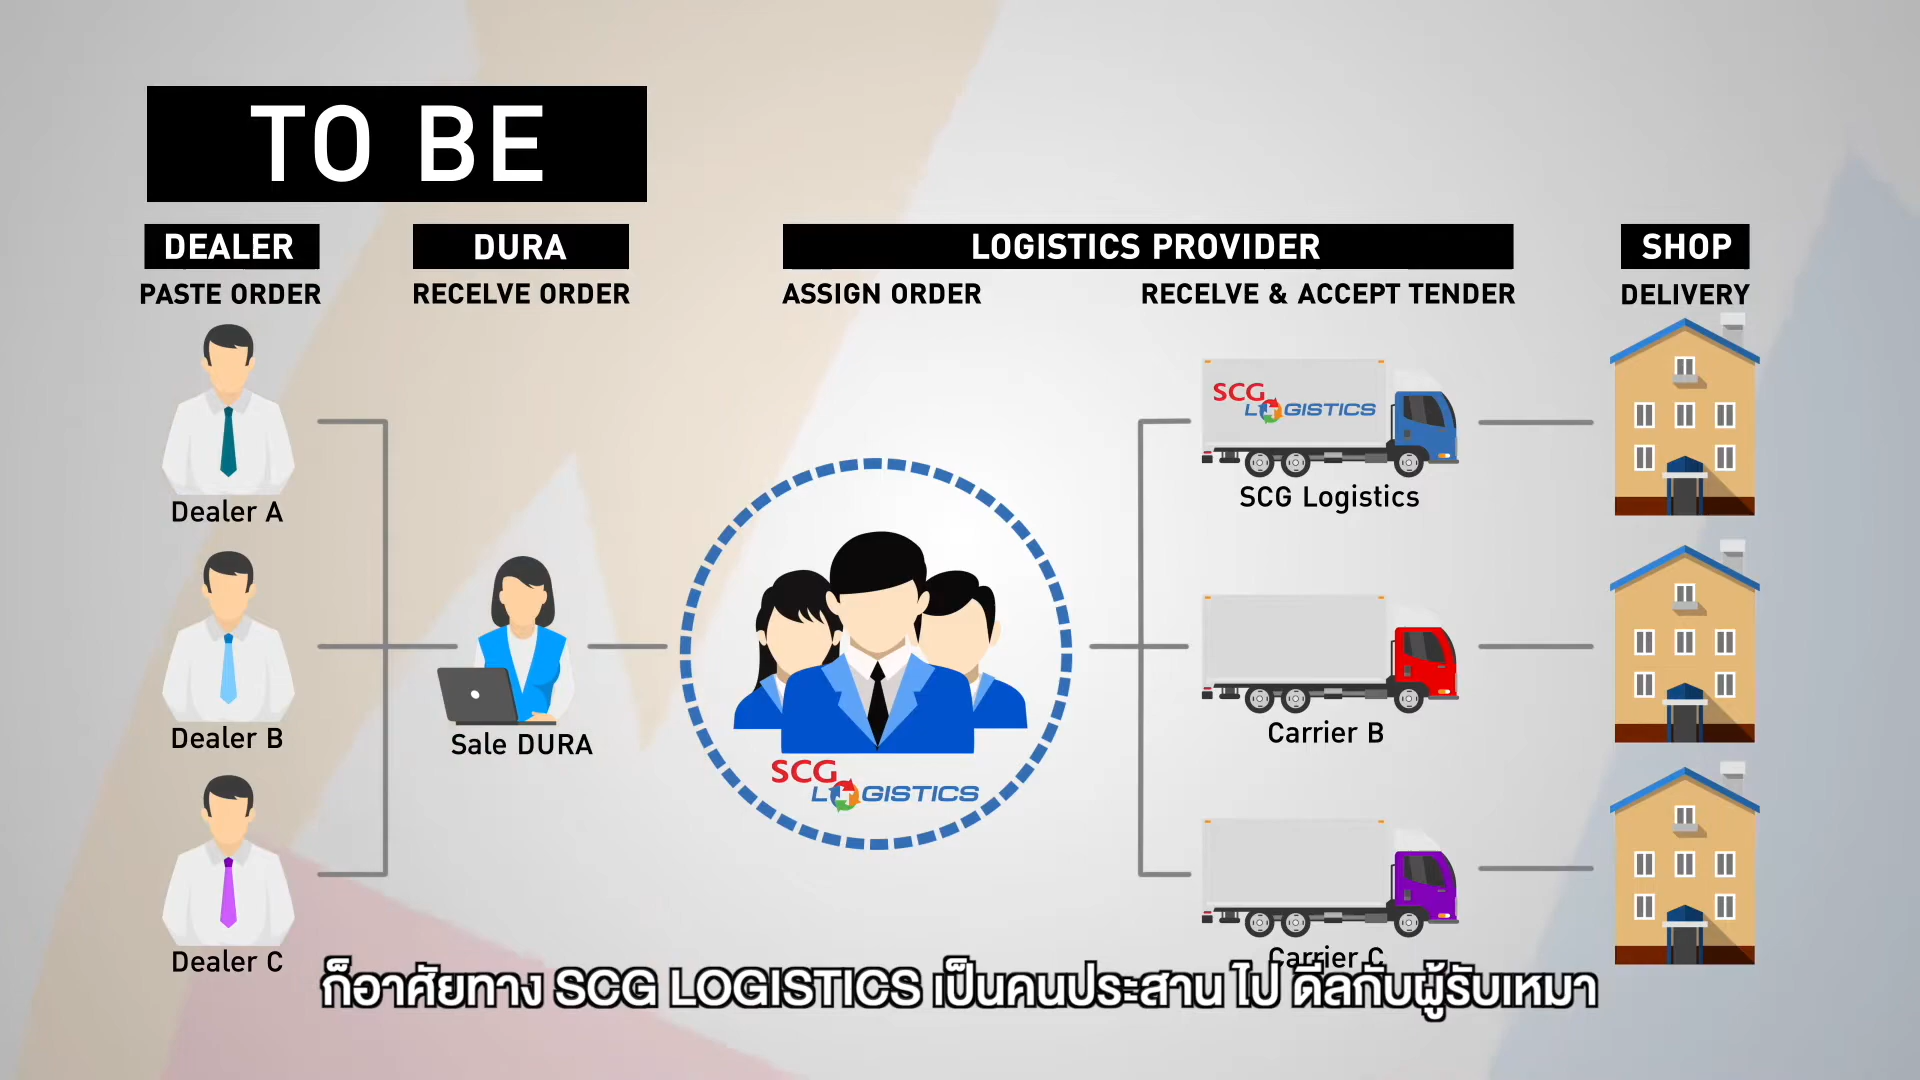 TO BE
DEALER
DURA
LOGISTICS PROVIDER
SHOP
PASTE ORDER
RECELVE ORDER
ASSIGN ORDER
RECELVE & ACCEPT TENDER
DELIVERY
SCG
LOGISTICS
SCG Logistics
Dealer A
Dealer B
Sale DURA
SCG
LOGISTICS
Carrier B
Dealer C
Carrier C
ก็อาศัยทาง SCG LOGISTICS เป็นคนประสาน ไป ดีลกับผู้รับเหมา